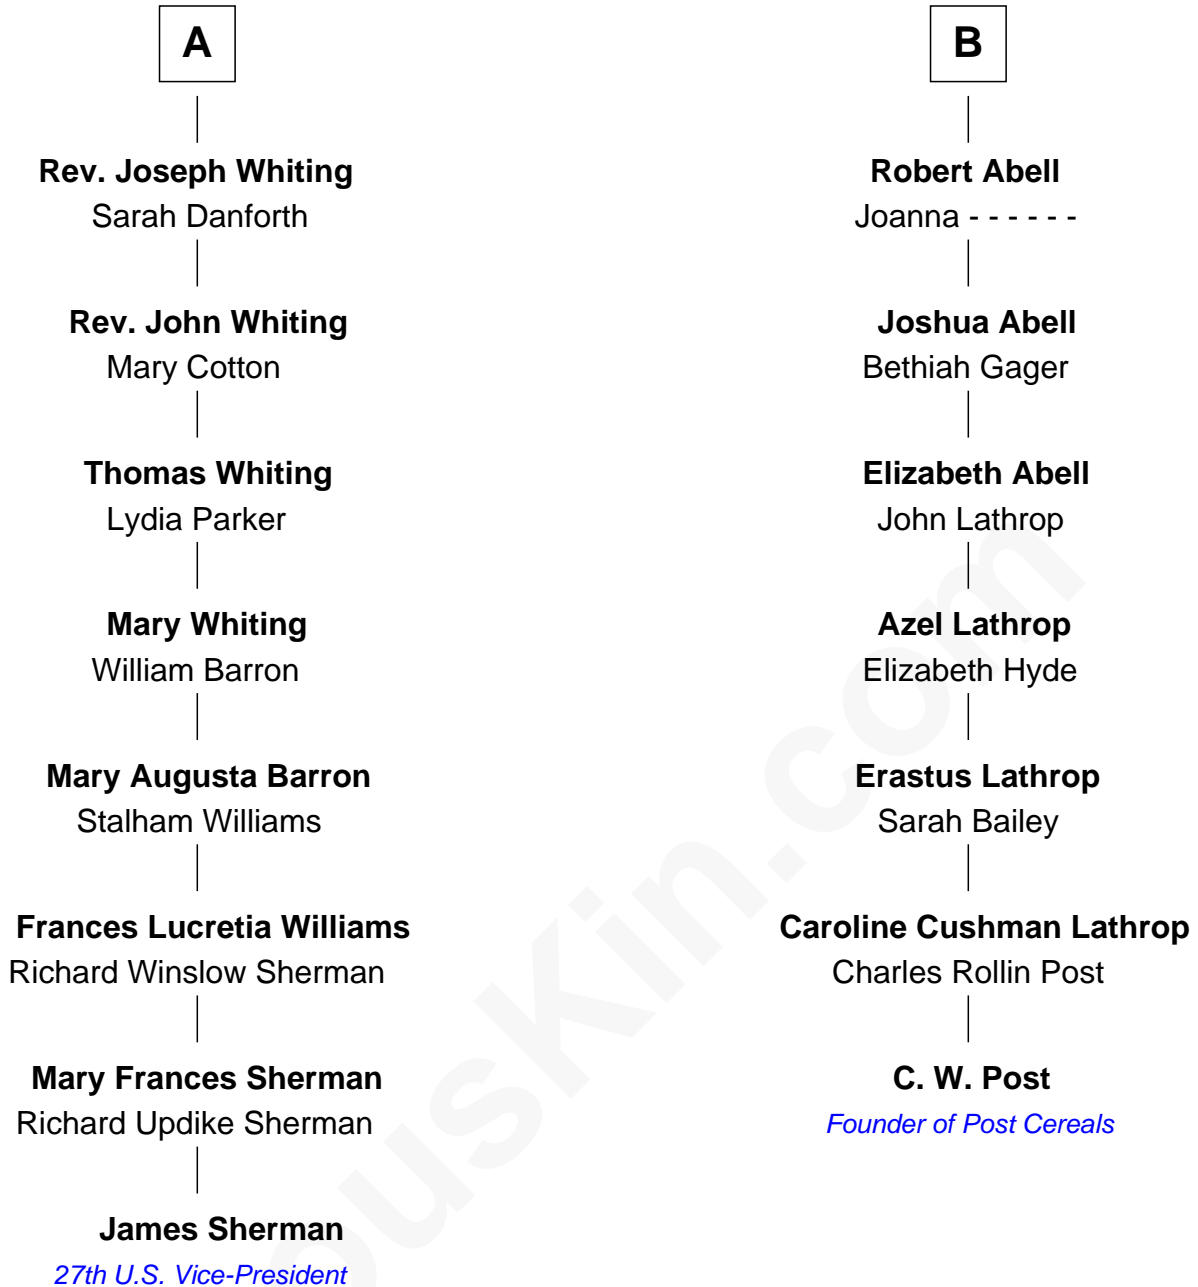 A
Rev. Joseph Whiting
Sarah Danforth
Rev. John Whiting
Mary Cotton
Thomas Whiting
Lydia Parker
Mary Whiting
William Barron
Mary Augusta Barron
Stalham Williams
Frances Lucretia Williams
Richard Winslow Sherman
Mary Frances Sherman
Richard Updike Sherman
James Sherman
27th U.S. Vice-President
B
Robert Abell
Joanna - - - - - -
Joshua Abell
Bethiah Gager
Elizabeth Abell
John Lathrop
Azel Lathrop
Elizabeth Hyde
Erastus Lathrop
Sarah Bailey
Caroline Cushman Lathrop
Charles Rollin Post
C. W. Post
Founder of Post Cereals
ousKin.com